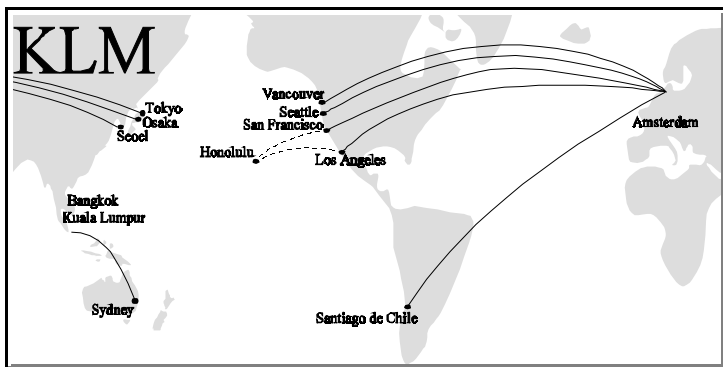 KLM
Tokyo
Osaka
Seoel
Vancouver
Seattle
San Francisco
Honolulu
Los Angeles
Amsterdam
Bangkok
Kuala Lumpur
Sydney
Santiago de Chile